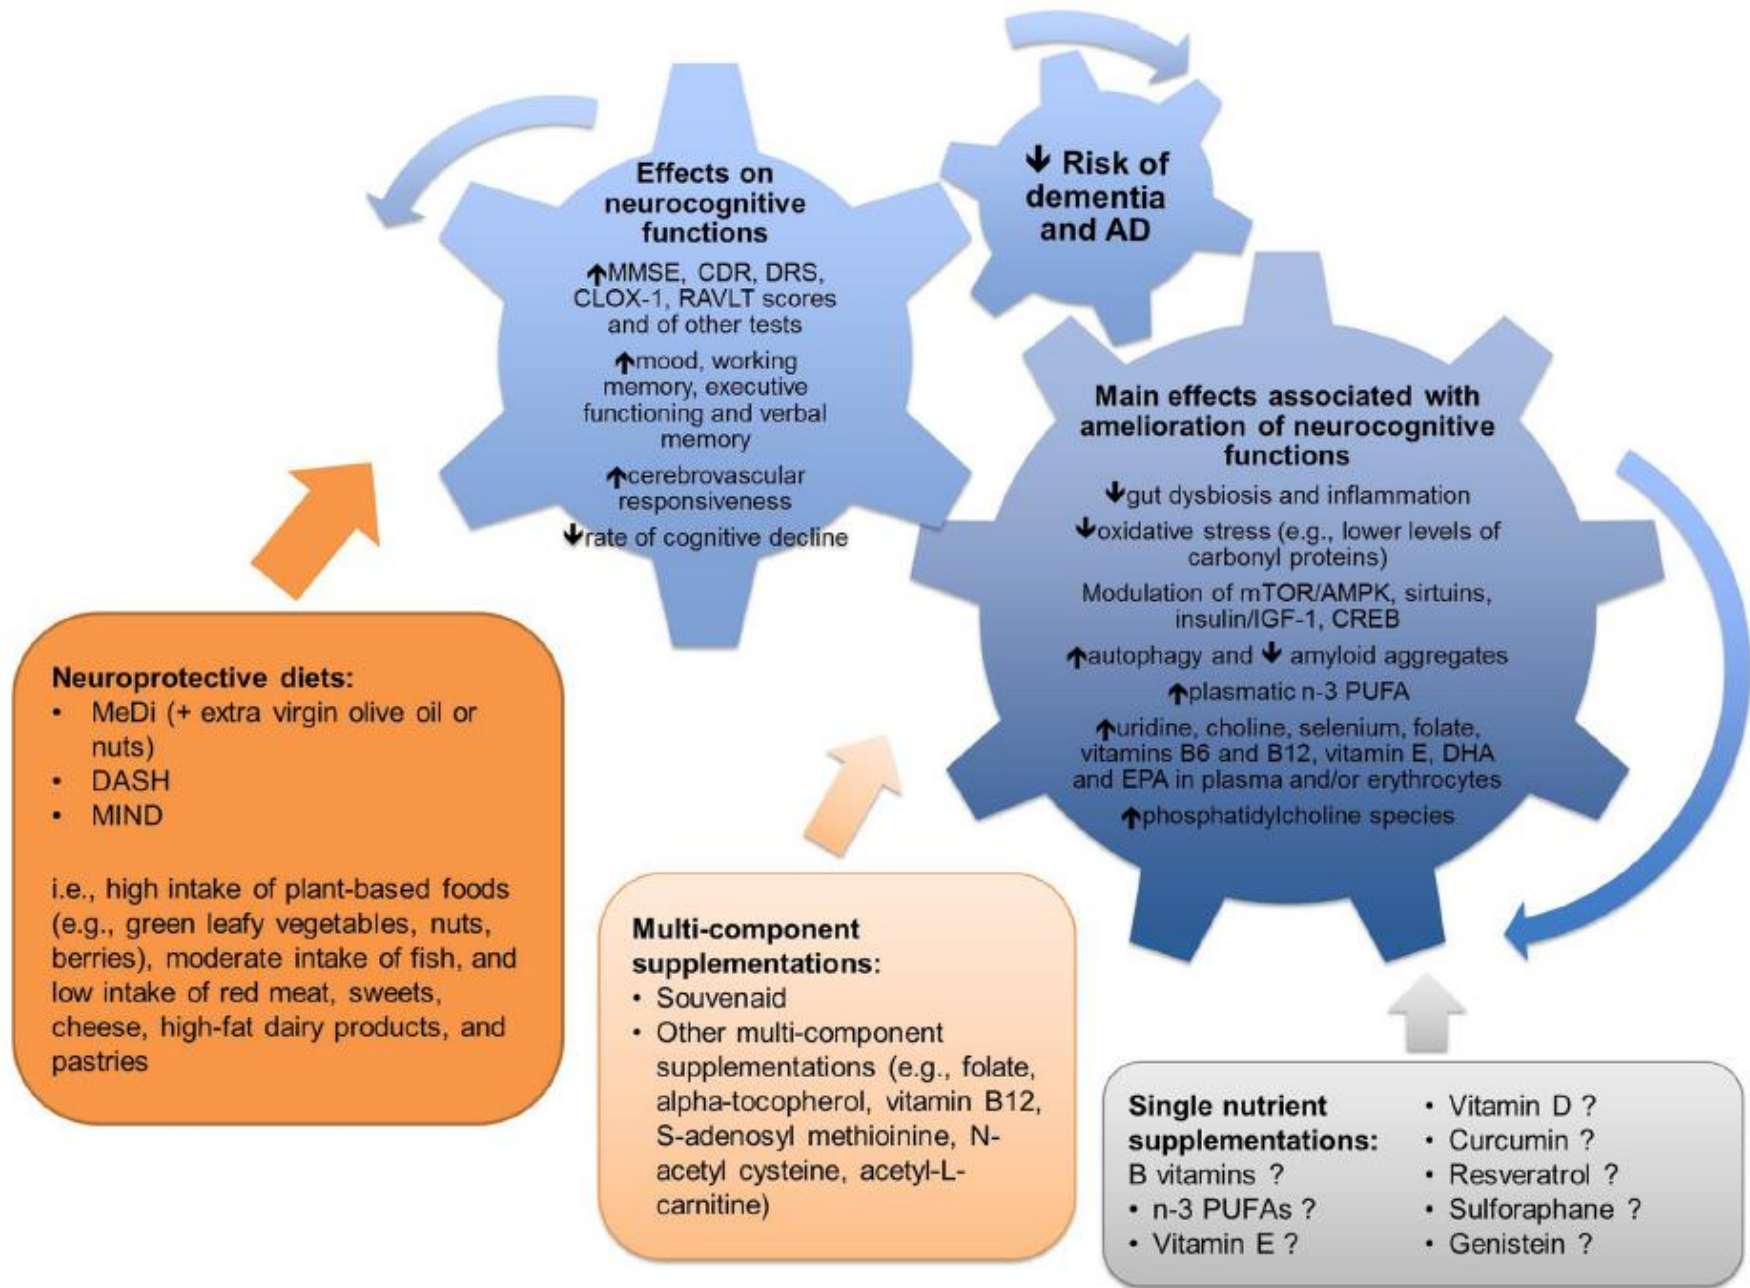 Effects on
neurocognitive
functions
🡹MMSE, CDR, DRS,
CLOX-1, RAVLT scores
and of other tests
🡹mood, working
memory, executive
functioning and verbal
memory
🡹cerebrovascular
responsiveness
🡻rate of cognitive decline
🡻 Risk of
dementia
and AD
Main effects associated with
amelioration of neurocognitive
functions
🡻gut dysbiosis and inflammation
🡻oxidative stress (e.g., lower levels of
carbonyl proteins)
Modulation of mTOR/AMPK, sirtuins,
insulin/IGF-1, CREB
🡹autophagy and 🡻 amyloid aggregates
🡹plasmatic n-3 PUFA
🡹uridine, choline, selenium, folate,
vitamins B6 and B12, vitamin E, DHA
and EPA in plasma and/or erythrocytes
🡹phosphatidylcholine species
Neuroprotective diets:
• MeDi (+ extra virgin olive oil or
nuts)
• DASH
• MIND
i.e., high intake of plant-based foods
(e.g., green leafy vegetables, nuts,
berries), moderate intake of fish, and
low intake of red meat, sweets,
cheese, high-fat dairy products, and
pastries
Multi-component
supplementations:
• Souvenaid
• Other multi-component
supplementations (e.g., folate,
alpha-tocopherol, vitamin B12,
S-adenosyl methioinine, N-
acetyl cysteine, acetyl-L-
carnitine)
Single nutrient
supplementations:
B vitamins ?
• n-3 PUFAs ?
• Vitamin E ?
• Vitamin D ?
• Curcumin ?
• Resveratrol ?
• Sulforaphane ?
• Genistein ?